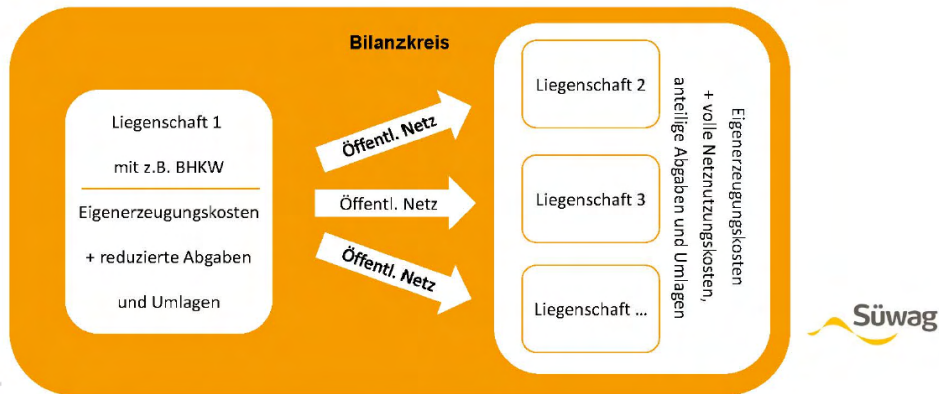 Bilanzkreis
Liegenschaft 1
mit z.B. BHKW
Eigenerzeugungskosten
+ reduzierte Abgaben
und Umlagen
Öffentl. Netz
Öffentl. Netz
Öffentl. Netz
Liegenschaft 2
Liegenschaft 3
Liegenschaft ...
Eigenerzeugungskosten
+ volle Netznutzungskosten,
anteilige Abgaben und Umlagen
Süwag